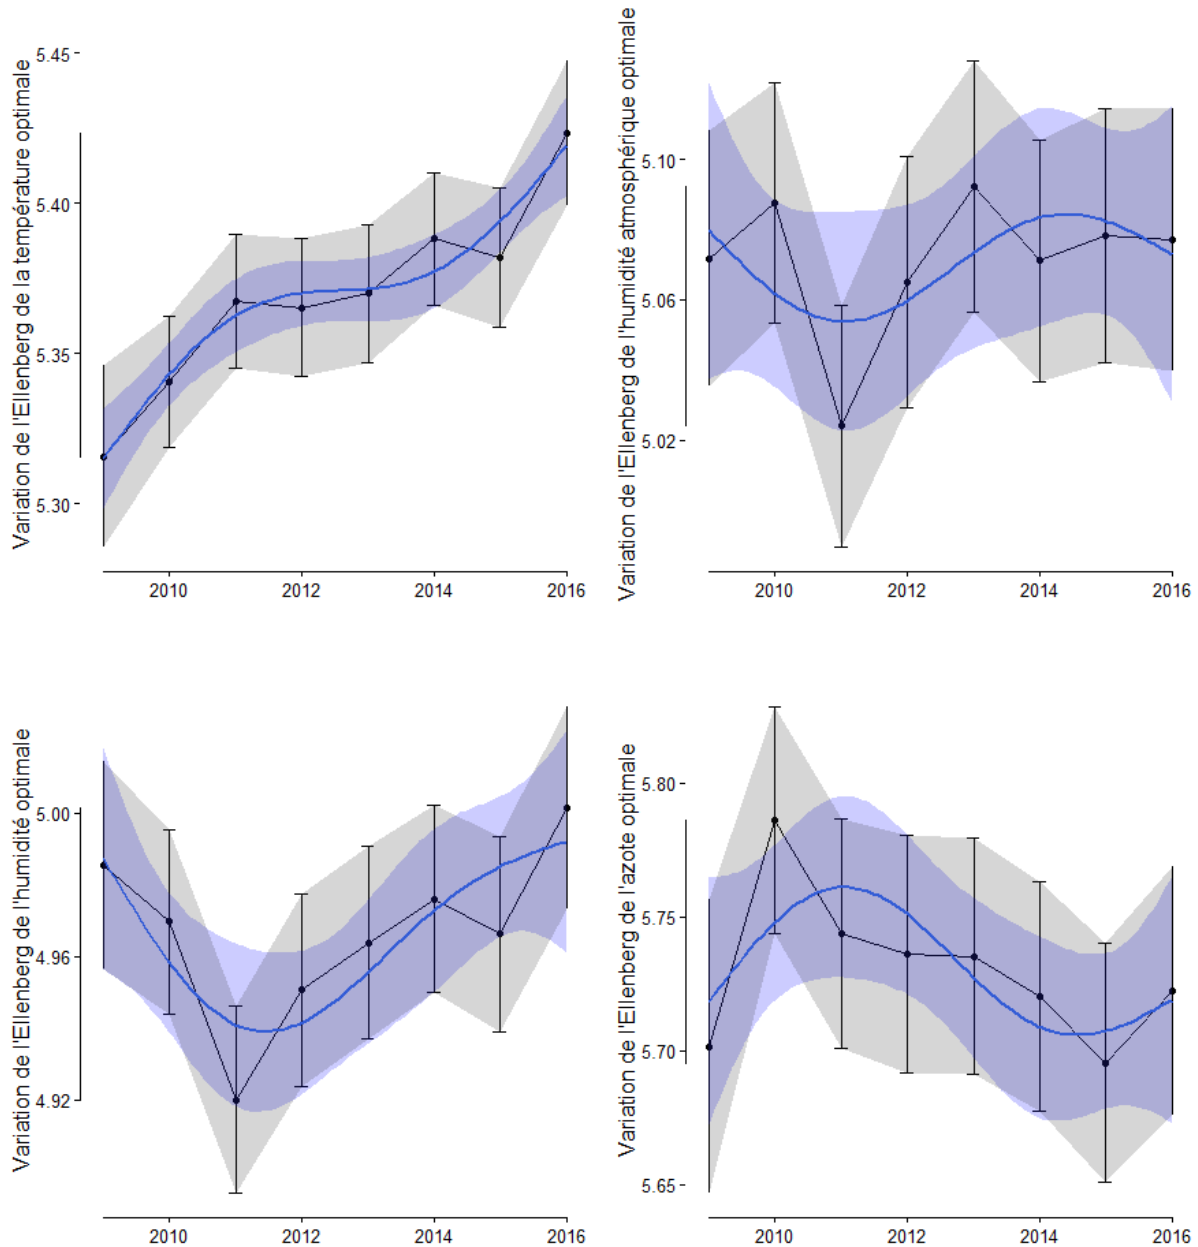 Variation de l'Ellenberg de la température optimale
5.45
5.40
5.35
5.30
2010 2012 2014 2016
Variation de l'Ellenberg de l'humidité atmosphérique optimale
5.10
5.06
5.02
2010 2012 2014 2016
Variation de l'Ellenberg de l'humidité optimale
5.00
4.96
4.92
2010 2012 2014 2016
Variation de l'Ellenberg de l'azote optimale
5.80
5.75
5.70
5.65
2010 2012 2014 2016